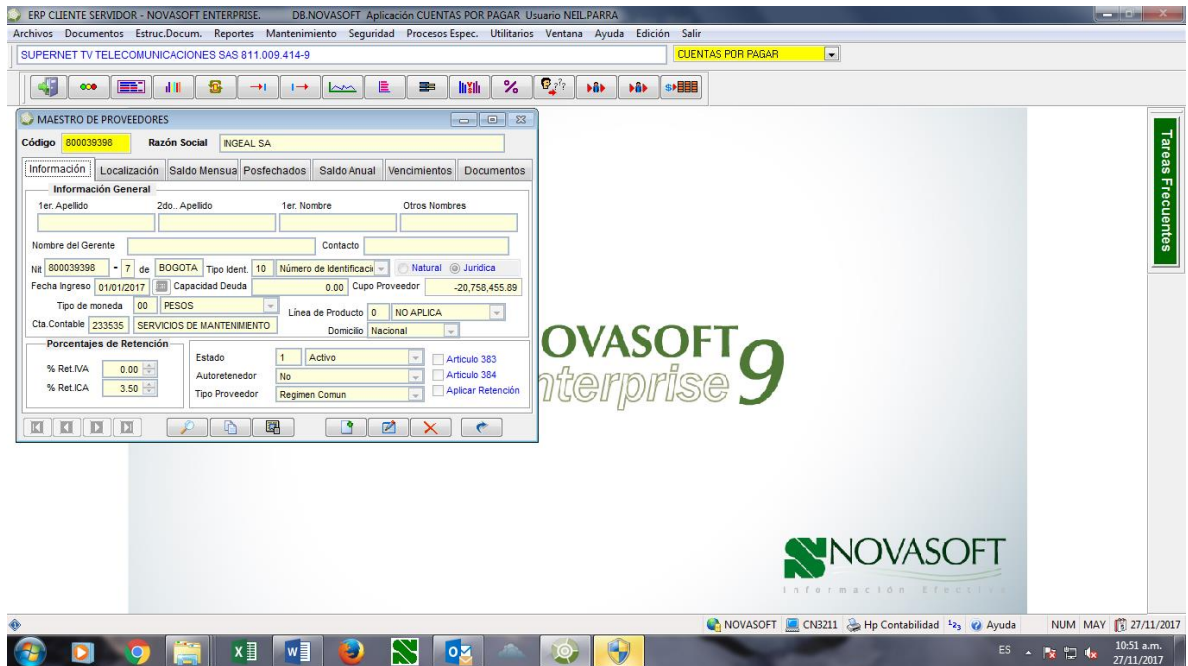 ERP CLIENTE SERVIDOR - NOVASOFT ENTERPRISE. DB.NOVASOFT Aplicación CUENTAS POR PAGAR Usuario NEIL.PARRA
Archivos Documentos Estruc.Docum. Reportes Mantenimiento Seguridad Procesos Espec. Utilitarios Ventana Ayuda Edición Salir
SUPERNET TV TELECOMUNICACIONES SAS 811.009.414-9 CUENTAS POR PAGAR
MAESTRO DE PROVEEDORES
Código 800039398 Razón Social INGEAL SA
Información Localización Saldo Mensua Posfechados Saldo Anual Vencimientos Documentos
Información General
1er. Apellido 2do.. Apellido 1er. Nombre Otros Nombres
Nombre del Gerente Contacto
Nit 800039398 - 7 de BOGOTA Tipo Ident. 10 Número de Identificaci Natural Jurídica
Fecha Ingreso 01/01/2017 Capacidad Deuda 0.00 Cupo Proveedor -20,758,455.89
Tipo de moneda 00 PESOS Línea de Producto 0 NO APLICA
Cta.Contable 233535 SERVICIOS DE MANTENIMIENTO Domicilio Nacional
Porcentajes de Retención
% Ret.IVA 0.00
% Ret.ICA 3.50
Estado 1 Activo Articulo 383
Autoretenedor No Articulo 384
Tipo Proveedor Regimen Comun Aplicar Retención
Tareas Frecuentes
OVASOFT 9
nterprise
NOVASOFT
Información Efectiva
NOVASOFT CN3211 Hp Contabilidad 123 Ayuda NUM MAY 27/11/2017
ES 10:51 a.m.
27/11/2017